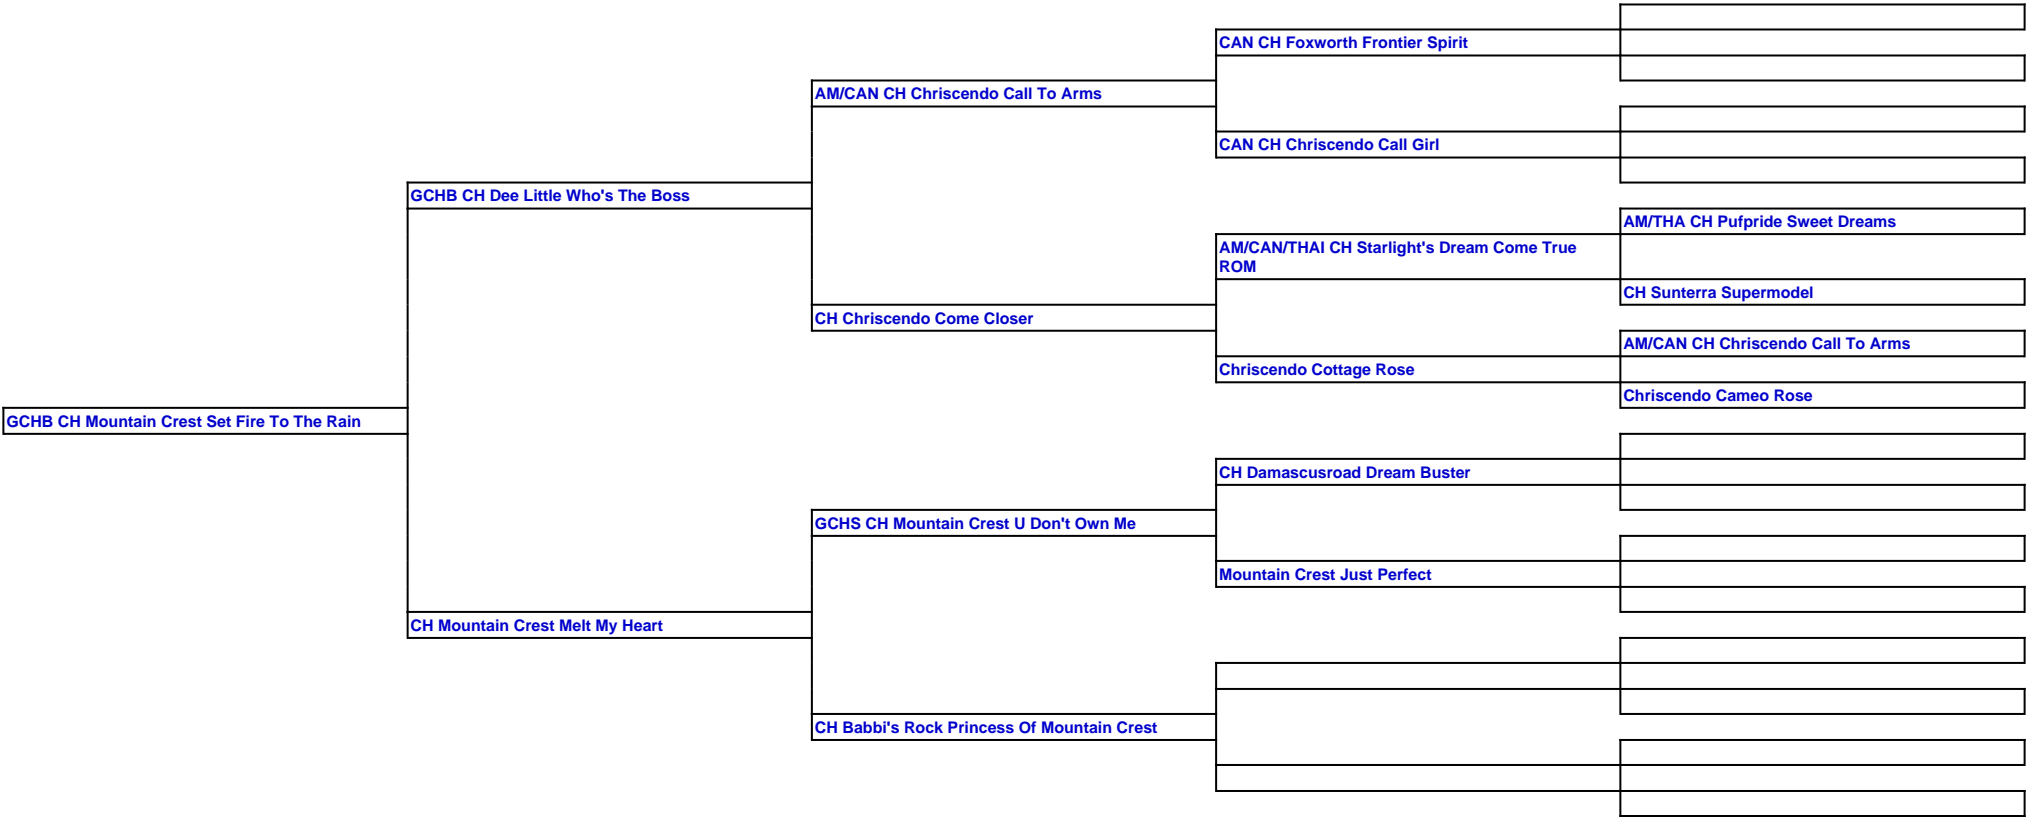 CAN CH Foxworth Frontier Spirit
AM/CAN CH Chriscendo Call To Arms
CAN CH Chriscendo Call Girl
GCHB CH Dee Little Who's The Boss
AM/THA CH Pufpride Sweet Dreams
AM/CAN/THAI CH Starlight's Dream Come True
ROM
CH Sunterra Supermodel
CH Chriscendo Come Closer
AM/CAN CH Chriscendo Call To Arms
Chriscendo Cottage Rose
Chriscendo Cameo Rose
GCHB CH Mountain Crest Set Fire To The Rain
CH Damascusroad Dream Buster
GCHS CH Mountain Crest U Don't Own Me
Mountain Crest Just Perfect
CH Mountain Crest Melt My Heart
CH Babbi's Rock Princess Of Mountain Crest